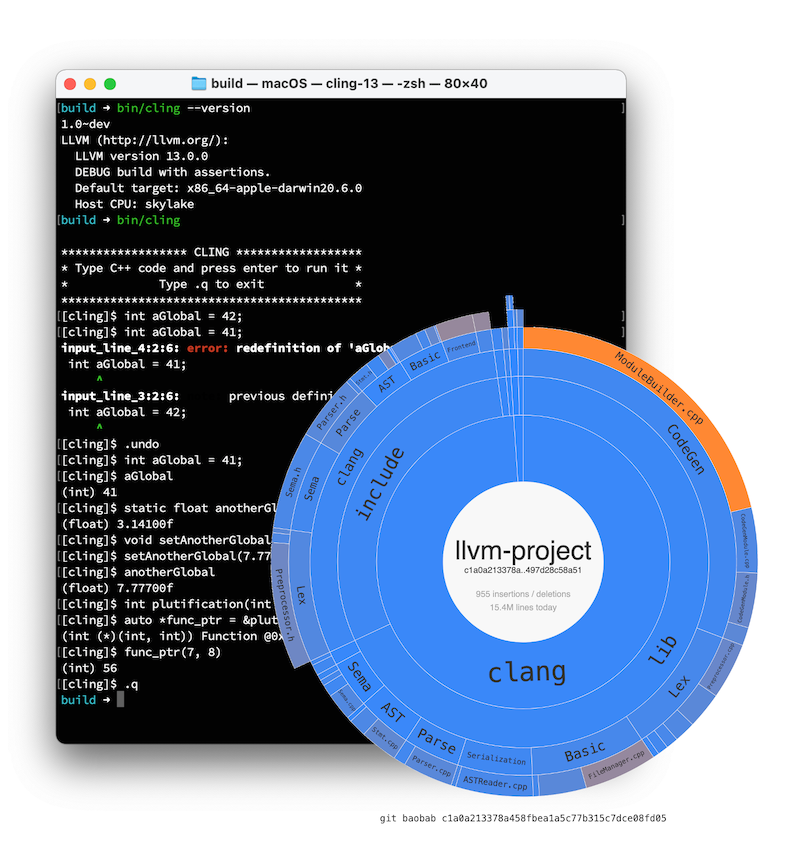 build — macOS — cling-13 — -zsh — 80×40
[build → bin/cling --version ]
1.0~dev
LLVM (http://llvm.org/):
LLVM version 13.0.0
DEBUG build with assertions.
Default target: x86_64-apple-darwin20.6.0
Host CPU: skylake
[build → bin/cling ]
****************** CLING ******************
* Type C++ code and press enter to run it *
* Type .q to exit *
*******************************************
[[cling]$ int aGlobal = 42; ]
[[cling]$ int aGlobal = 41; ]
input_line_4:2:6: error: redefinition of 'aGlob
int aGlobal = 41;
^
input_line_3:2:6: previous defini
int aGlobal = 42;
^
[[cling]$ .undo
[[cling]$ int aGlobal = 41;
[[cling]$ aGlobal
(int) 41
[[cling]$ static float anotherGl
(float) 3.14100f
[[cling]$ void setAnotherGlobal
[[cling]$ setAnotherGlobal(7.77
[[cling]$ anotherGlobal
(float) 7.77700f
[[cling]$ int plutification(int
[[cling]$ auto *func_ptr = &plut
(int (*)(int, int)) Function @0x
[[cling]$ func_ptr(7, 8)
(int) 56
[[cling]$ .q
build →
llvm-project
c1a0a213378a..497d28c58a51
955 insertions / deletions
15.4M lines today
clang
lib
include
CodeGen
ModuleBuilder.cpp
CodeGenModule.cpp
CodeGenModule.h
Lex
Preprocessor.cpp
Basic
FileManager.cpp
Serialization
ASTReader.cpp
Parse
Parser.cpp
AST
Stmt.cpp
Sema
Sema.cpp
clang
Lex
Preprocessor.h
Sema
Sema.h
Parse
Parser.h
AST
Stmt.h
Basic
Frontend
git baobab c1a0a213378a458fbea1a5c77b315c7dce08fd05